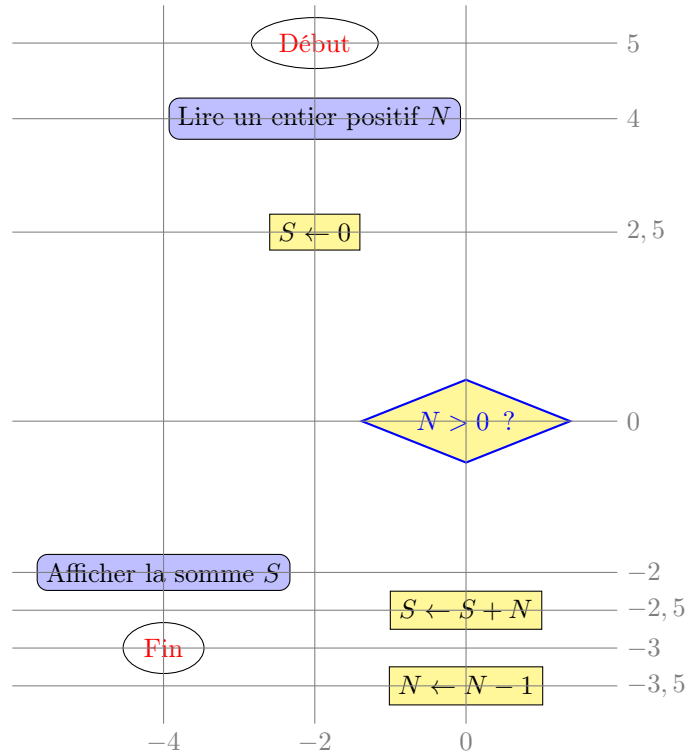 Début
5
Lire un entier positif N
4
S ← 0
2, 5
N > 0 ?
0
Afficher la somme S
−2
S ← S + N
−2, 5
Fin
−3
N ← N − 1
−3, 5
−4 −2 0